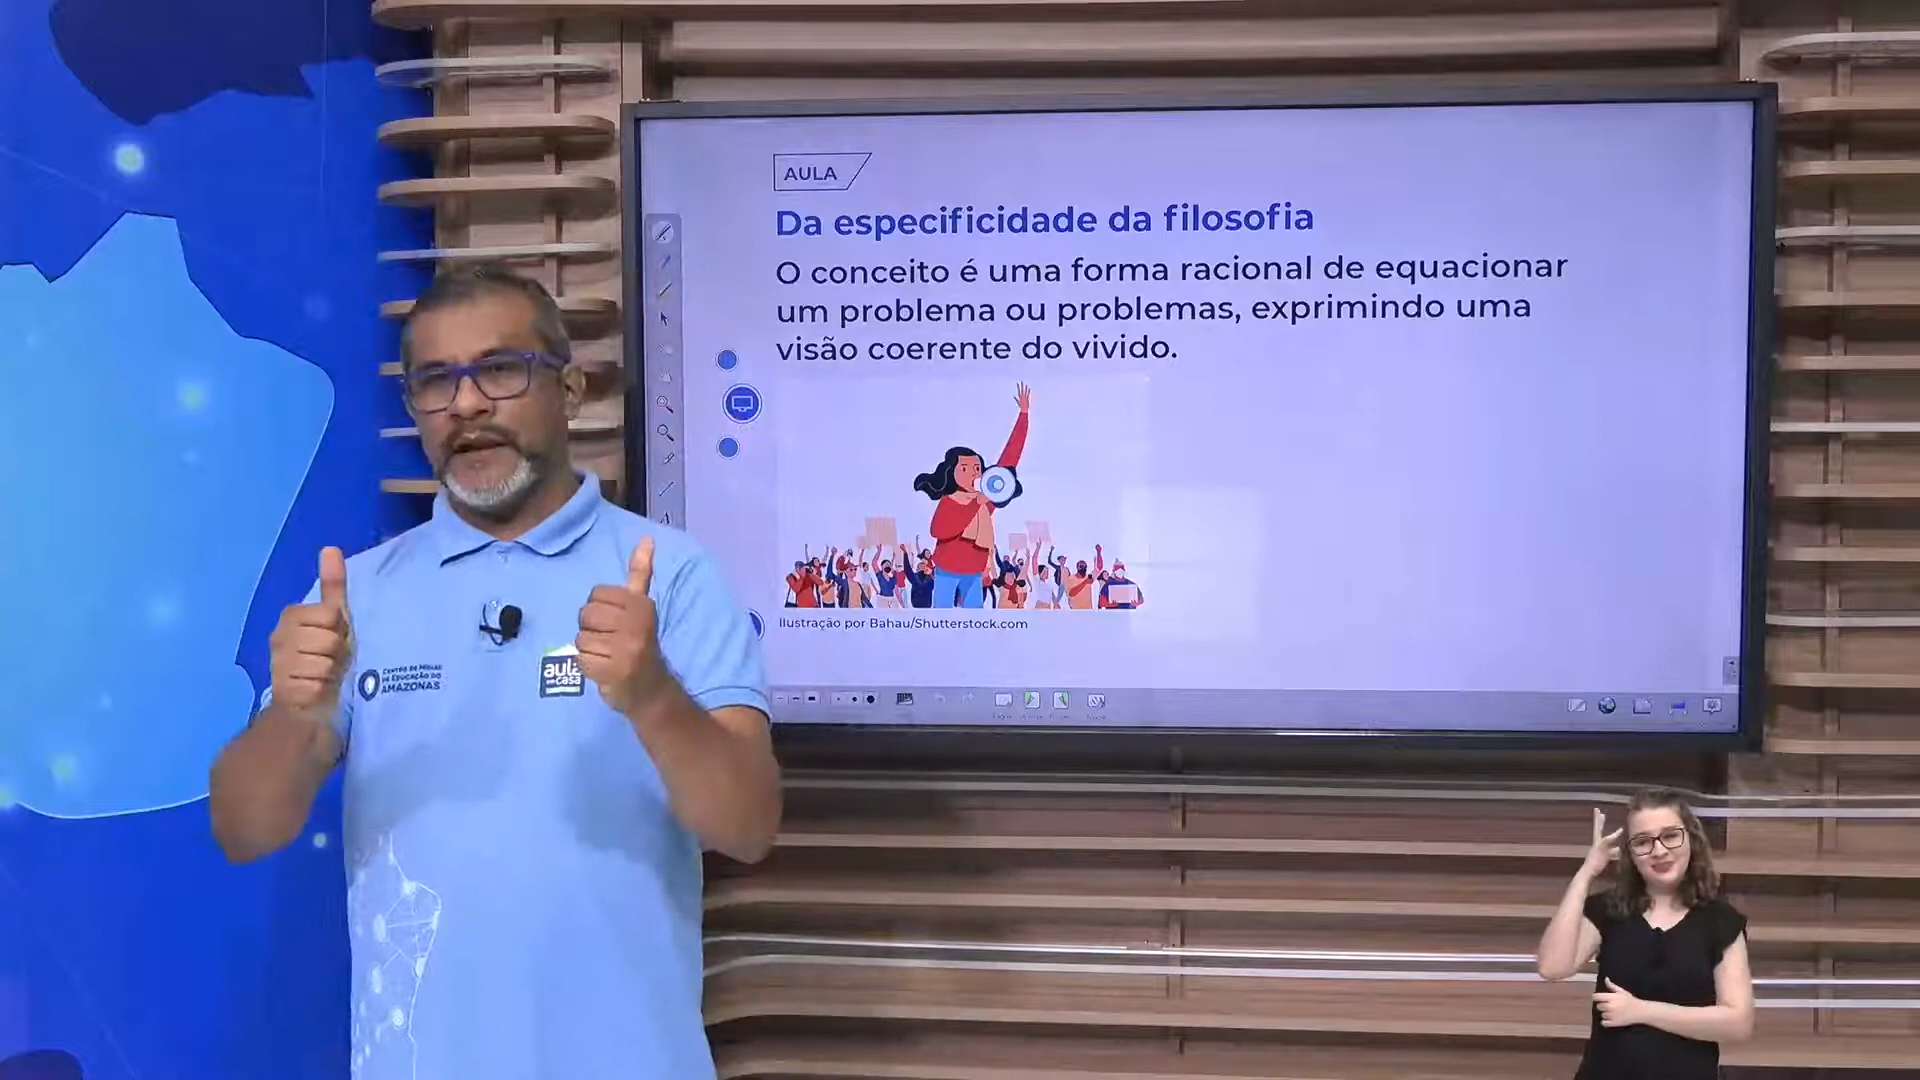 AULA
Da especificidade da filosofia
O conceito é uma forma racional de equacionar
um problema ou problemas, exprimindo uma
visão coerente do vivido.
Ilustração por Bahau/Shutterstock.com
CENTRO DE MÍDIAS
DE EDUCAÇÃO DO
AMAZONAS
aula
em casa